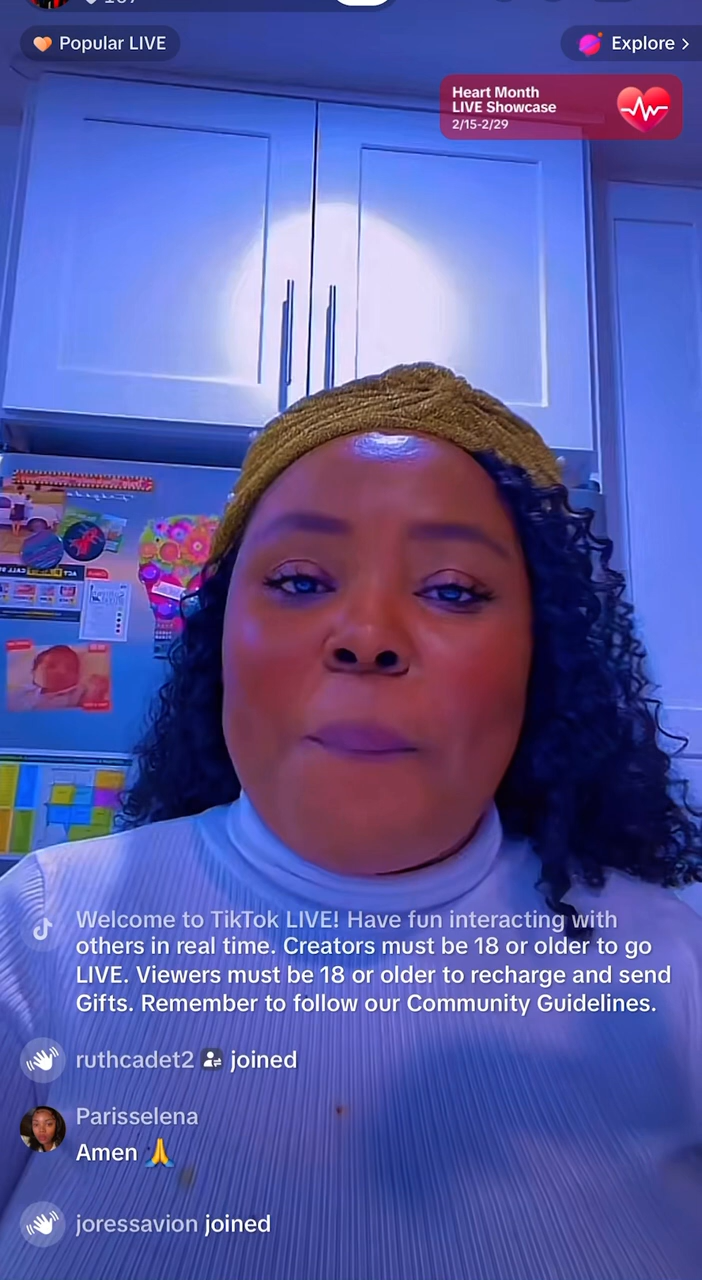 Popular LIVE
Explore >
Heart Month
LIVE Showcase
2/15-2/29
Welcome to TikTok LIVE! Have fun interacting with
others in real time. Creators must be 18 or older to go
LIVE. Viewers must be 18 or older to recharge and send
Gifts. Remember to follow our Community Guidelines.
ruthcadet2 joined
Parisselena
Amen 🙏
joressavion joined